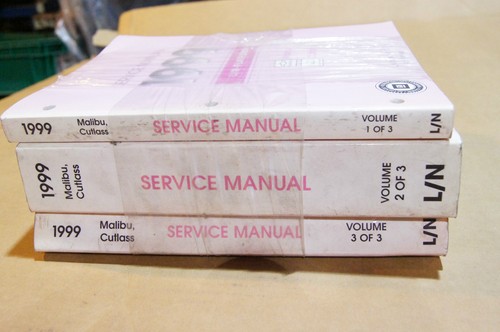 1999
1999
Malibu,
Cutlass
SERVICE MANUAL
VOLUME
1 OF 3
L/N
1999
Malibu,
Cutlass
SERVICE MANUAL
VOLUME
2 OF 3
L/N
1999
Malibu,
Cutlass
SERVICE MANUAL
VOLUME
3 OF 3
L/N